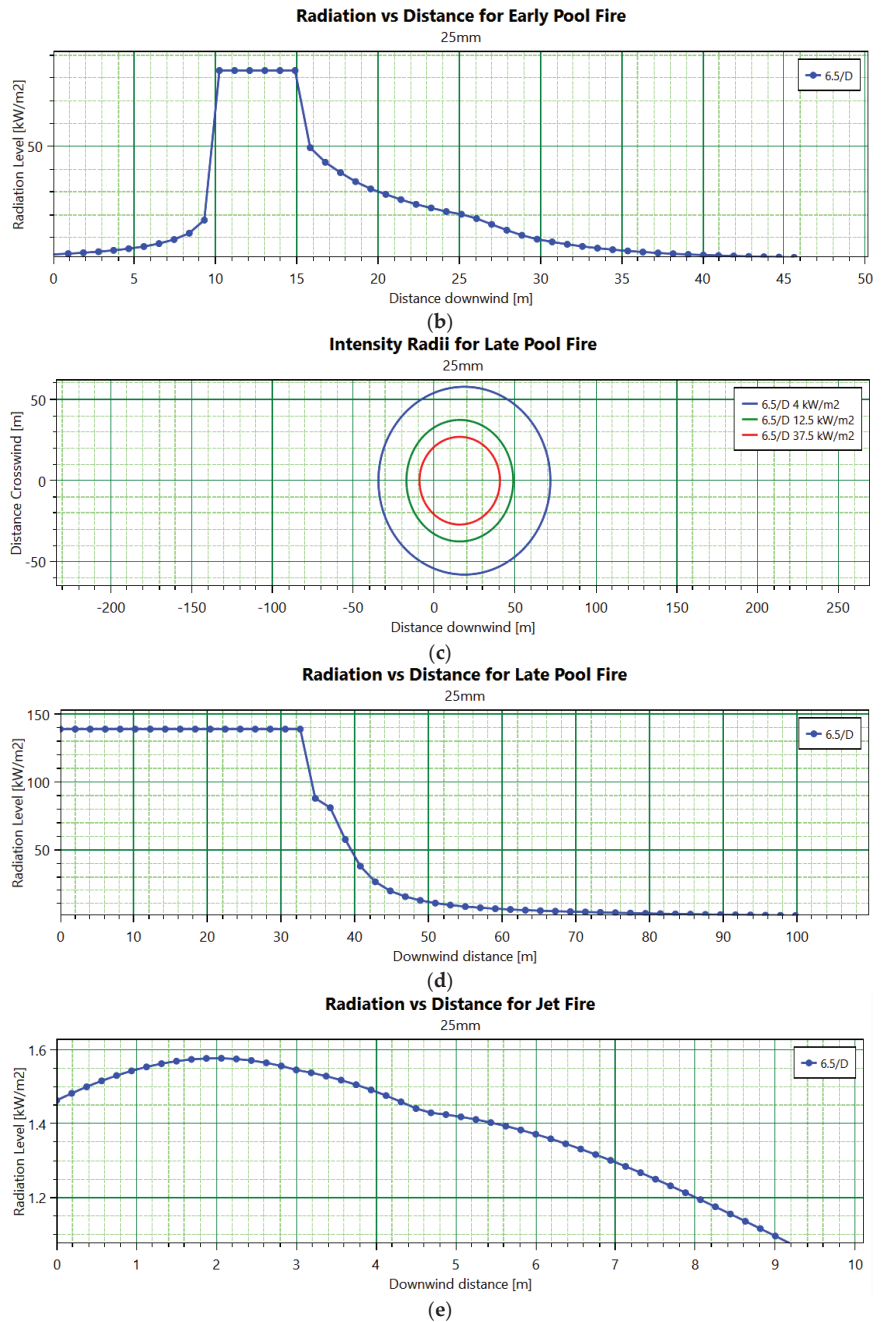 Radiation vs Distance for Early Pool Fire
25mm
Radiation Level [kW/m2]
50
6.5/D
0 5 10 15 20 25 30 35 40 45 50
Distance downwind [m]
(b)
Intensity Radii for Late Pool Fire
25mm
Distance Crosswind [m]
50
0
-50
6.5/D 4 kW/m2
6.5/D 12.5 kW/m2
6.5/D 37.5 kW/m2
-200 -150 -100 -50 0 50 100 150 200 250
Distance downwind [m]
(c)
Radiation vs Distance for Late Pool Fire
25mm
Radiation Level [kW/m2]
150
100
50
6.5/D
0 10 20 30 40 50 60 70 80 90 100
Downwind distance [m]
(d)
Radiation vs Distance for Jet Fire
25mm
Radiation Level [kW/m2]
1.6
1.4
1.2
6.5/D
0 1 2 3 4 5 6 7 8 9 10
Downwind distance [m]
(e)